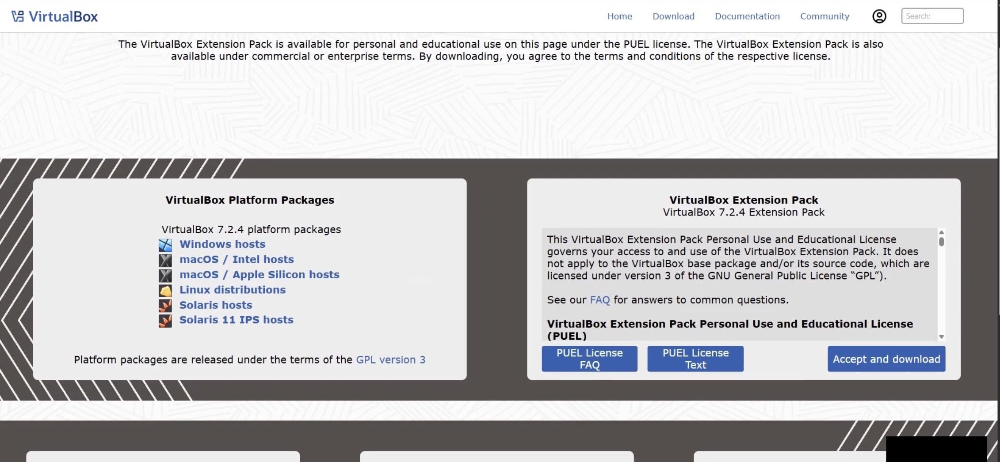 VirtualBox
Home Download Documentation Community Search:
The VirtualBox Extension Pack is available for personal and educational use on this page under the PUEL license. The VirtualBox Extension Pack is also
available under commercial or enterprise terms. By downloading, you agree to the terms and conditions of the respective license.
VirtualBox Platform Packages
VirtualBox 7.2.4 platform packages
Windows hosts
macOS / Intel hosts
macOS / Apple Silicon hosts
Linux distributions
Solaris hosts
Solaris 11 IPS hosts
Platform packages are released under the terms of the GPL version 3
VirtualBox Extension Pack
VirtualBox 7.2.4 Extension Pack
This VirtualBox Extension Pack Personal Use and Educational License
governs your access to and use of the VirtualBox Extension Pack. It does
not apply to the VirtualBox base package and/or its source code, which are
licensed under version 3 of the GNU General Public License “GPL”).
See our FAQ for answers to common questions.
VirtualBox Extension Pack Personal Use and Educational License
(PUEL)
PUEL License
FAQ
PUEL License
Text
Accept and download